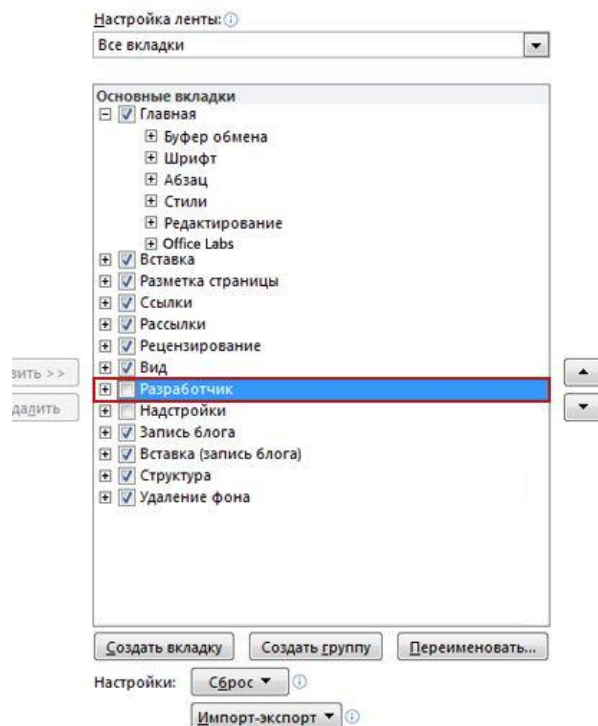 Настройка ленты:
Все вкладки
Основные вкладки
Главная
Буфер обмена
Шрифт
Абзац
Стили
Редактирование
Office Labs
Вставка
Разметка страницы
Ссылки
Рассылки
Рецензирование
Вид
вить >>
Разработчик
далить
Надстройки
Запись блога
Вставка (запись блога)
Структура
Удаление фона
Создать вкладку Создать группу Переименовать...
Настройки: Сброс
Импорт-экспорт